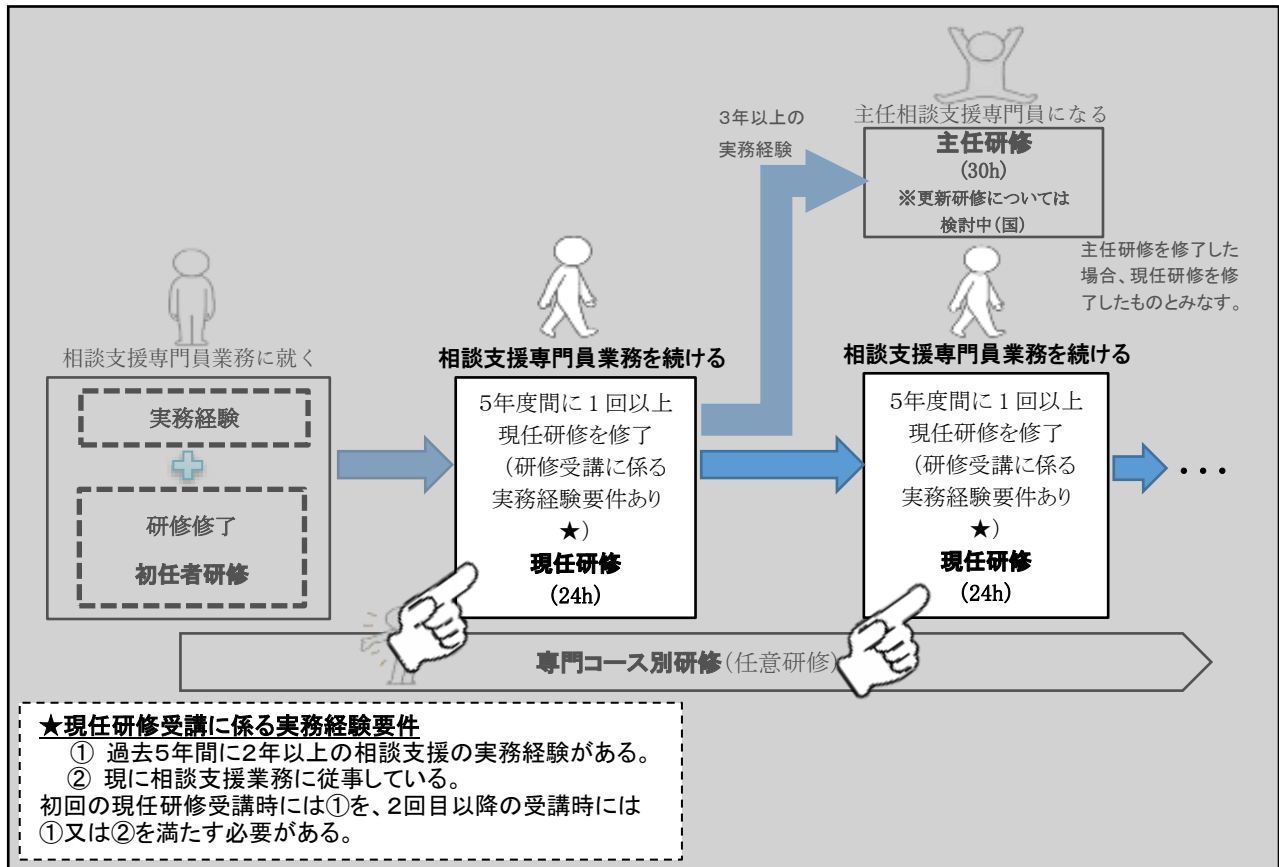 3年以上の
実務経験
主任相談支援専門員になる
主任研修
(30h)
※更新研修については
検討中(国)
主任研修を修了した
場合、現任研修を修
了したものとみなす。
相談支援専門員業務に就く
実務経験
研修修了
初任者研修
相談支援専門員業務を続ける
5年度間に1回以上
現任研修を修了
（研修受講に係る
実務経験要件あり
★）
現任研修
(24h)
相談支援専門員業務を続ける
5年度間に1回以上
現任研修を修了
（研修受講に係る
実務経験要件あり
★）
現任研修
(24h)
・・・
専門コース別研修(任意研修)
★現任研修受講に係る実務経験要件
① 過去5年間に2年以上の相談支援の実務経験がある。
② 現に相談支援業務に従事している。
初回の現任研修受講時には①を、2回目以降の受講時には
①又は②を満たす必要がある。